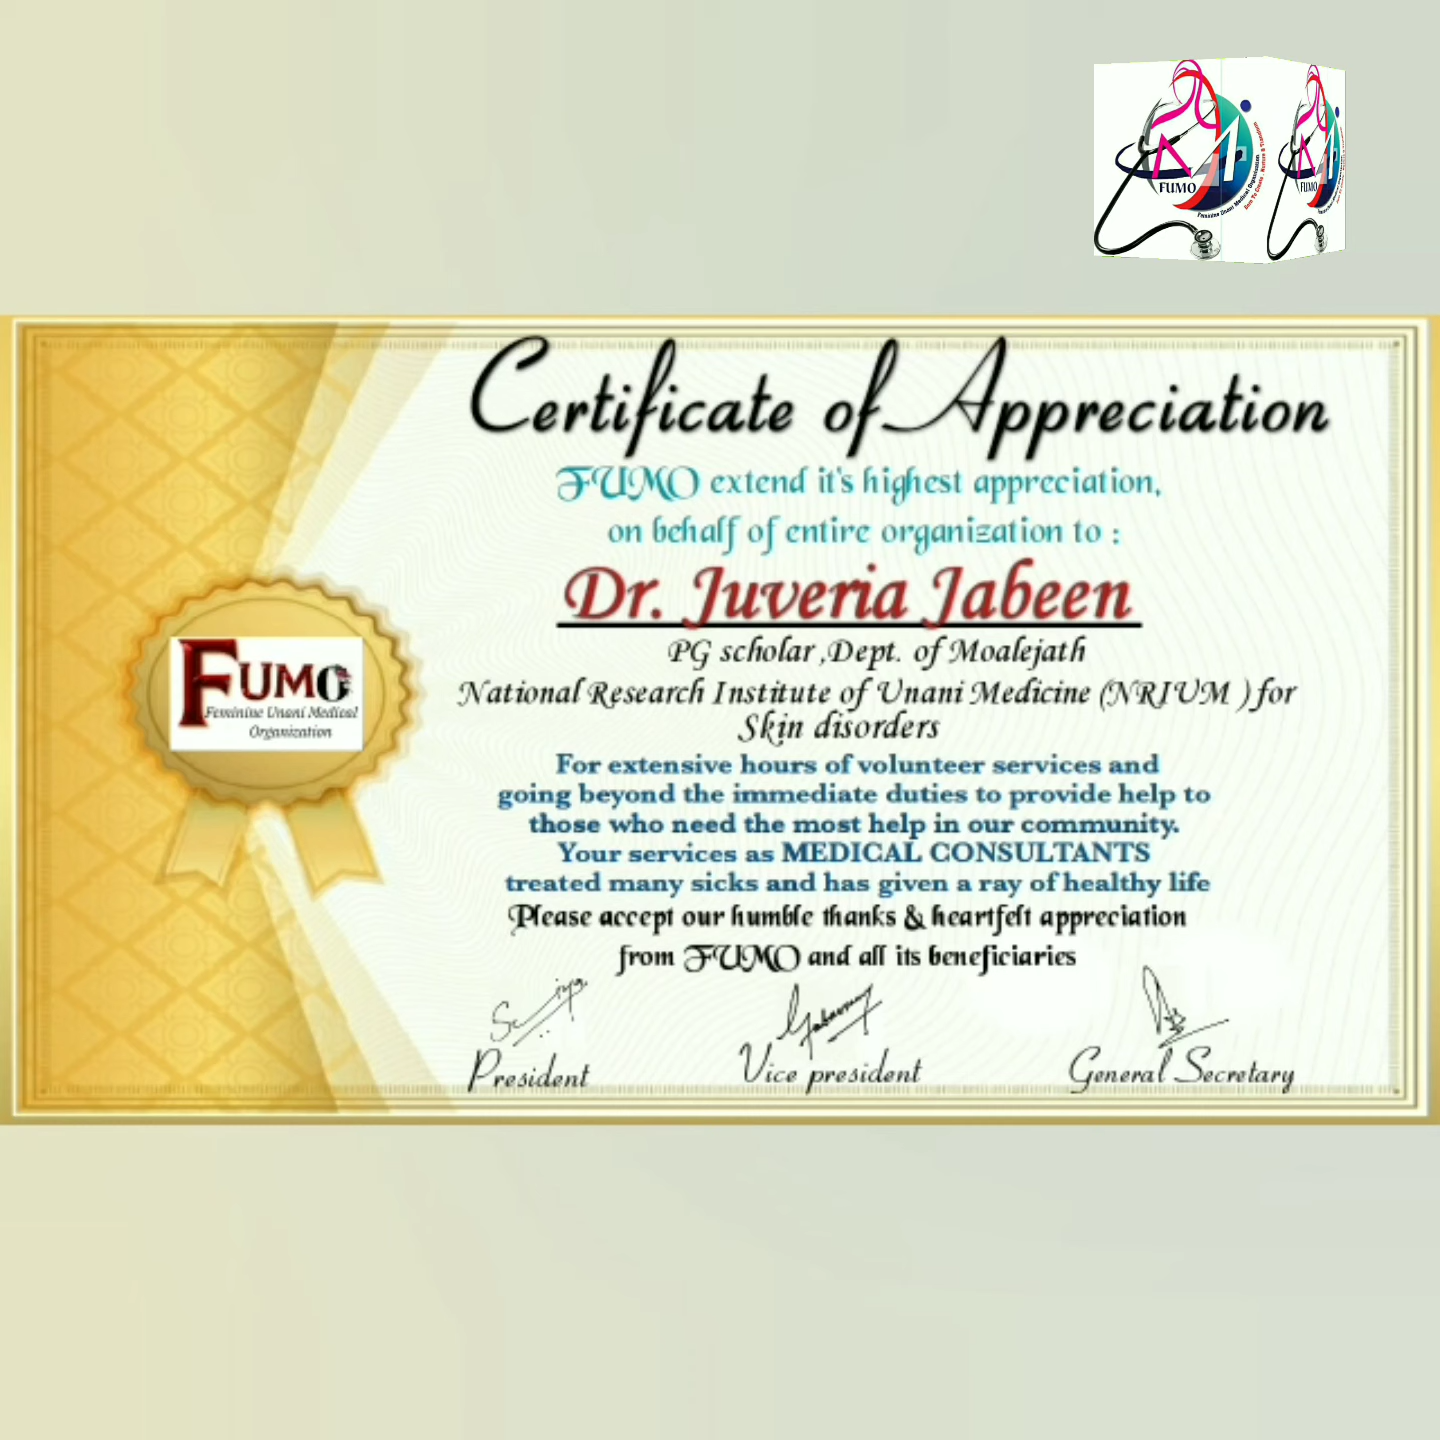 FUMO
Feminine Unani Medical Organization
FUMO
Certificate of Appreciation
FUMO extend it's highest appreciation,
on behalf of entire organization to :
Dr. Juveria Jabeen
PG scholar ,Dept. of Moalejath
National Research Institute of Unani Medicine (NRIUM ) for
Skin disorders
FUMO
Feminine Unani Medical
Organization
For extensive hours of volunteer services and
going beyond the immediate duties to provide help to
those who need the most help in our community.
Your services as MEDICAL CONSULTANTS
treated many sicks and has given a ray of healthy life
Please accept our humble thanks & heartfelt appreciation
from FUMO and all its beneficiaries
President
Vice president
General Secretary